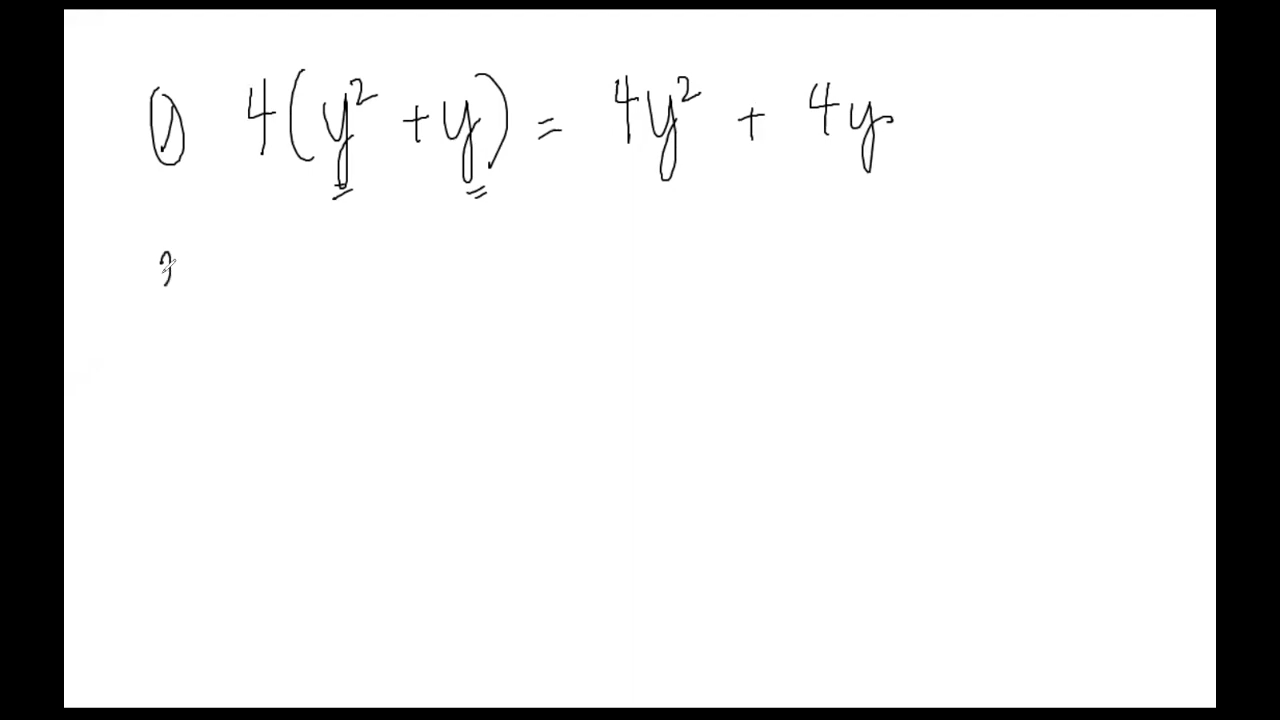 ① 4(y² + y) = 4y² + 4y